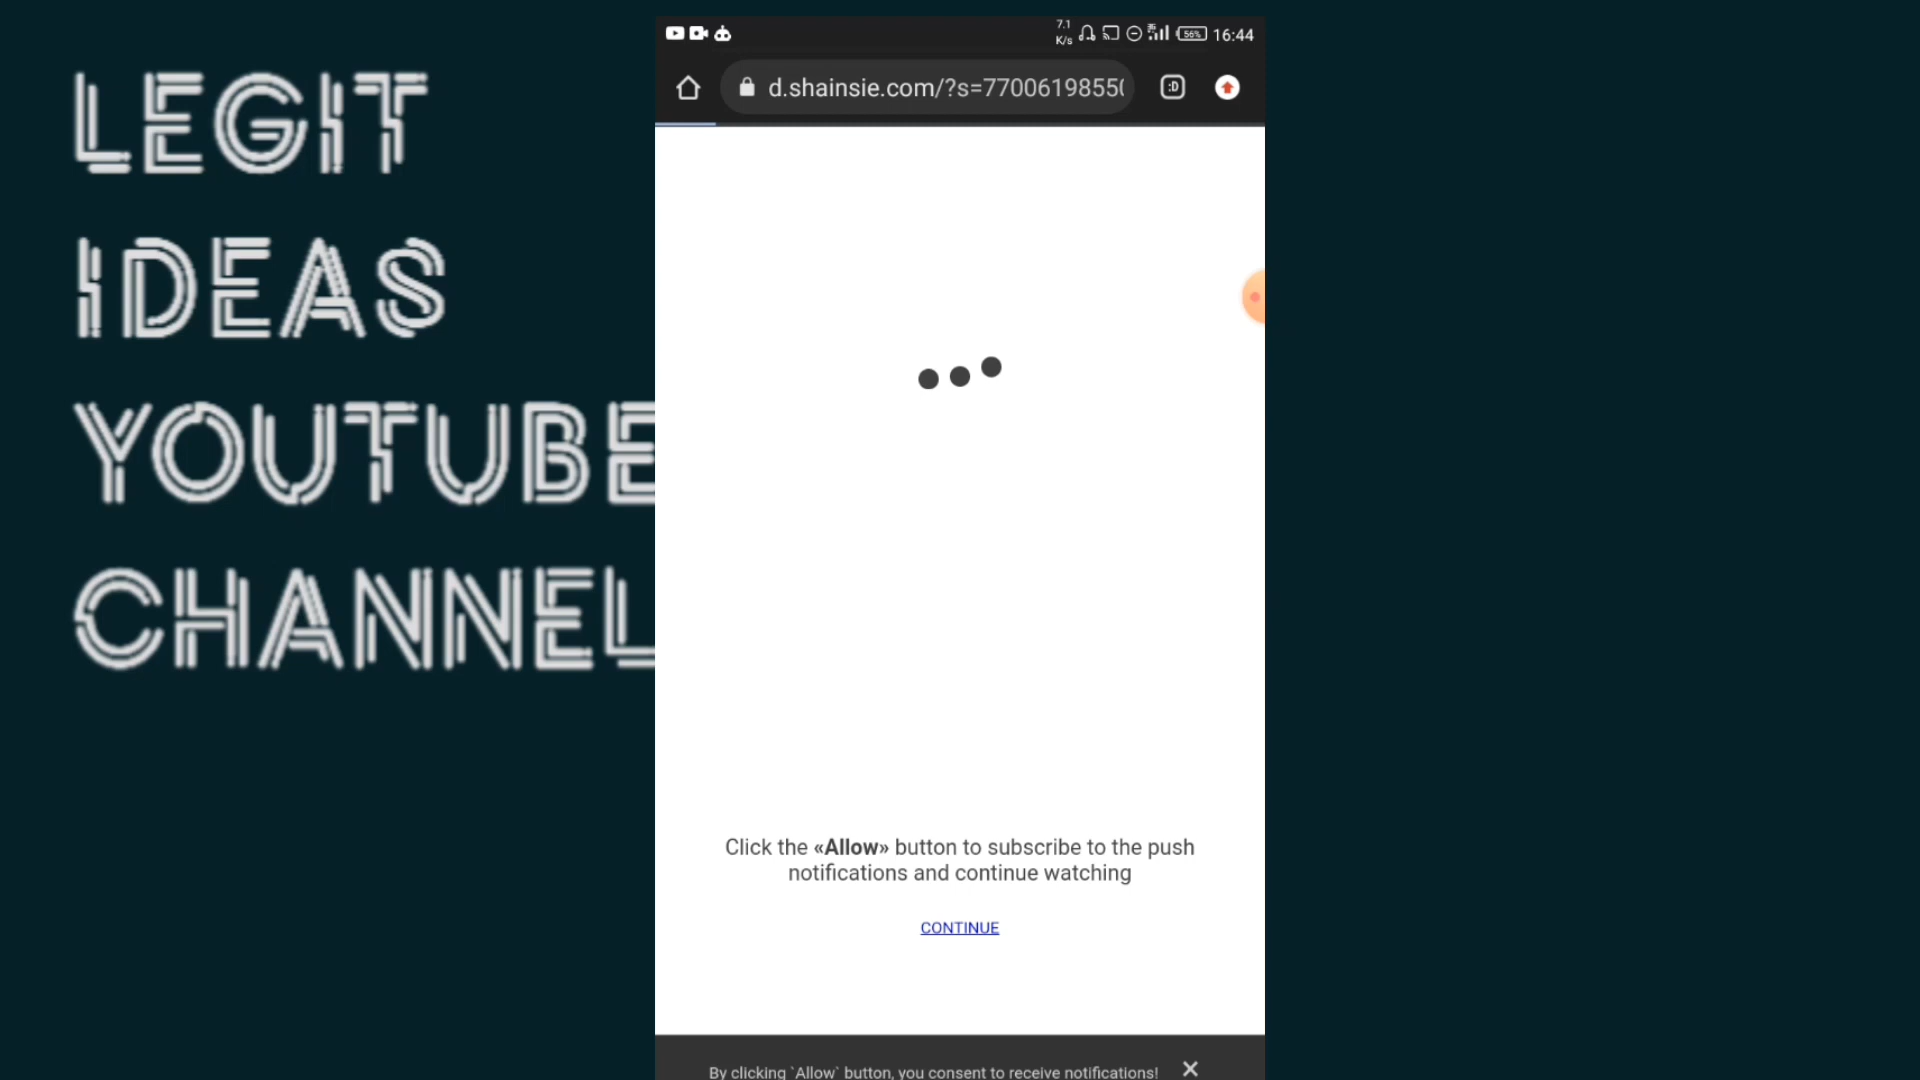 LEGIT
IDEAS
YOUTUBE
CHANNEL
7.1
K/s
56%
16:44
d.shainsie.com/?s=7700619855
:D
Click the «Allow» button to subscribe to the push
notifications and continue watching
CONTINUE
By clicking `Allow` button, you consent to receive notifications!